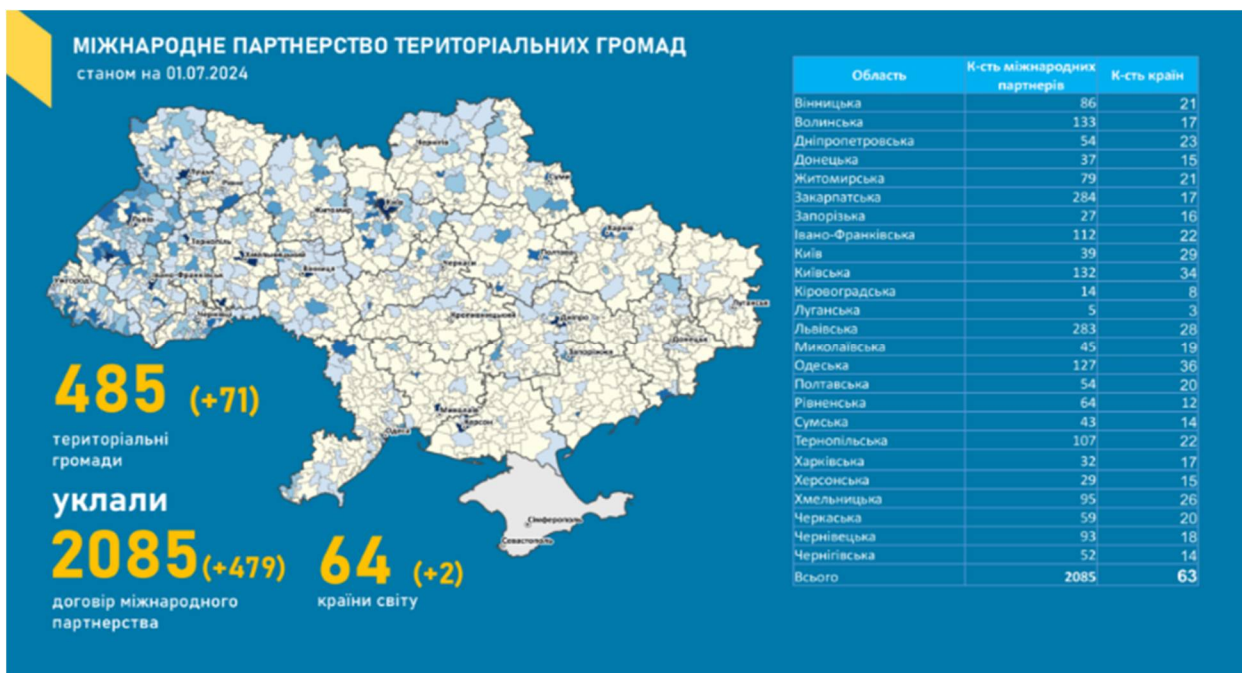 МІЖНАРОДНЕ ПАРТНЕРСТВО ТЕРИТОРІАЛЬНИХ ГРОМАД
станом на 01.07.2024
Чернігів
Суми
Луцьк
Рівне
Житомир
Київ
Львів
Тернопіль
Хмельницький
Вінниця
Харків
Полтава
Черкаси
Ужгород
Івано-Франківськ
Чернівці
Кропивницький
Дніпро
Луганськ
Донецьк
Запоріжжя
Миколаїв
Херсон
Одеса
Сімферополь
Севастополь
485 (+71)
територіальні
громади
уклали
2085 (+479)
договір міжнародного
партнерства
64 (+2)
країни світу
Область К-сть міжнародних партнерів К-сть країн
Вінницька 86 21
Волинська 133 17
Дніпропетровська 54 23
Донецька 37 15
Житомирська 79 21
Закарпатська 284 17
Запорізька 27 16
Івано-Франківська 112 22
Київ 39 29
Київська 132 34
Кіровоградська 14 8
Луганська 5 3
Львівська 283 28
Миколаївська 45 19
Одеська 127 36
Полтавська 54 20
Рівненська 64 12
Сумська 43 14
Тернопільська 107 22
Харківська 32 17
Херсонська 29 15
Хмельницька 95 26
Черкаська 59 20
Чернівецька 93 18
Чернігівська 52 14
Всього 2085 63